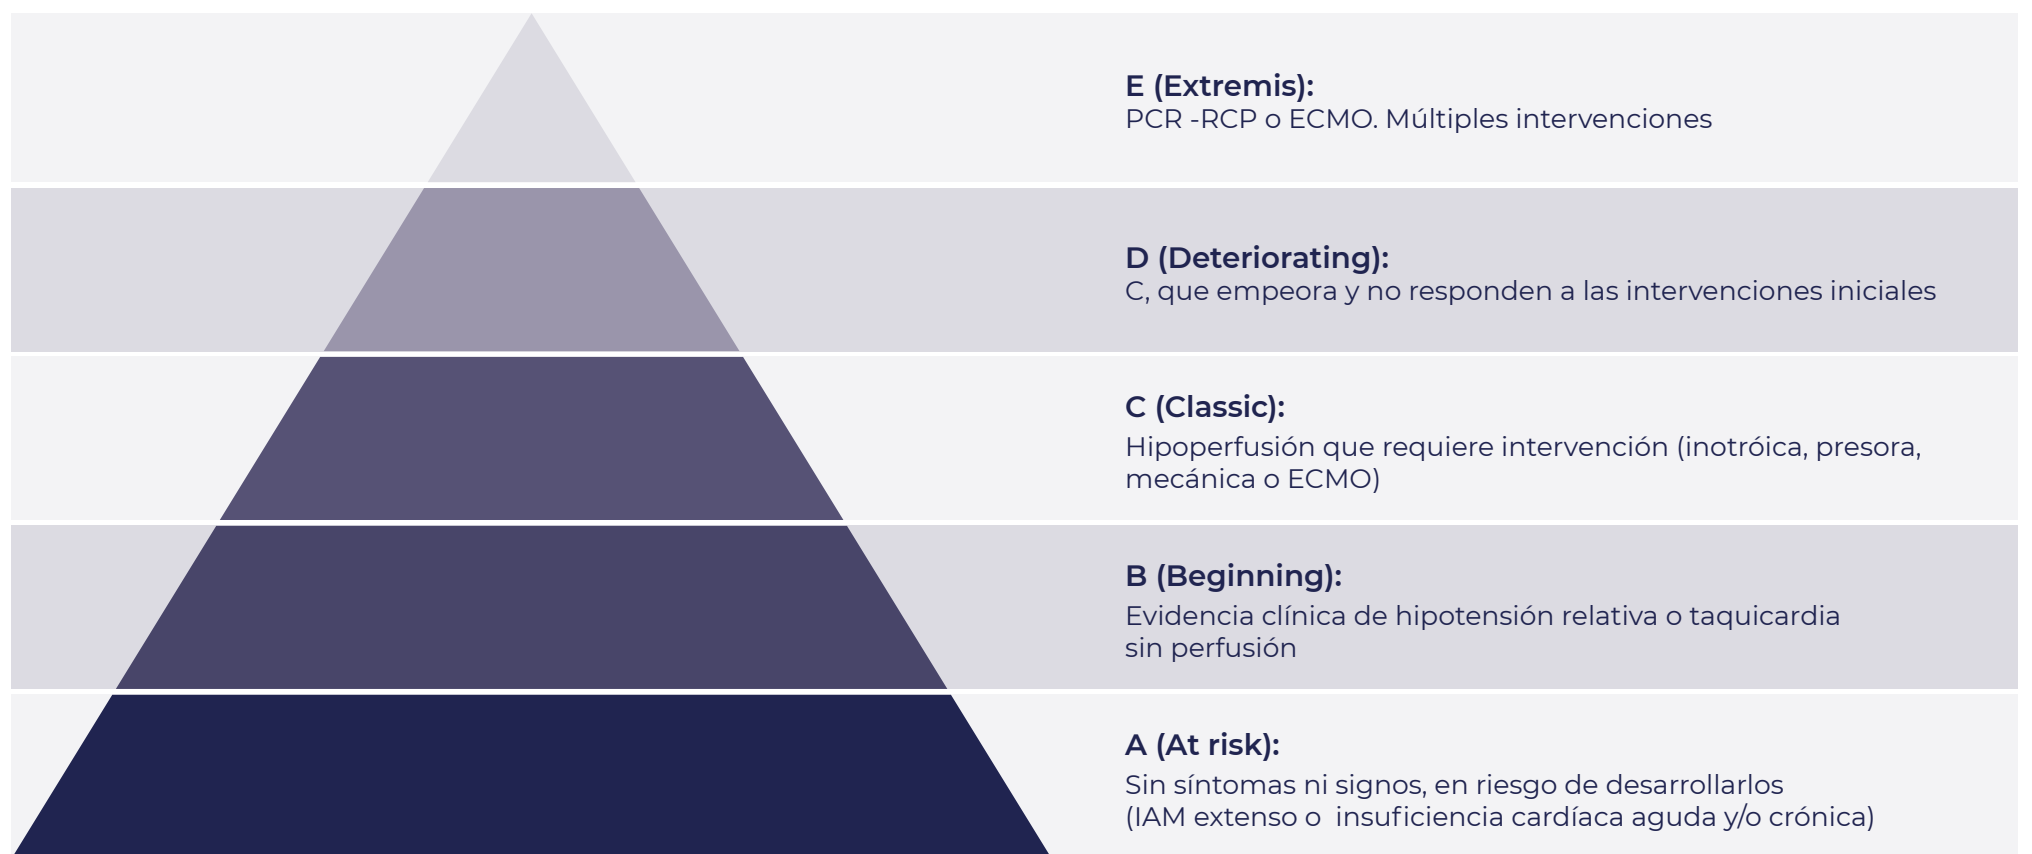 E (Extremis):
PCR -RCP o ECMO. Múltiples intervenciones
D (Deteriorating):
C, que empeora y no responden a las intervenciones iniciales
C (Classic):
Hipoperfusión que requiere intervención (inotróica, presora,
mecánica o ECMO)
B (Beginning):
Evidencia clínica de hipotensión relativa o taquicardia
sin perfusión
A (At risk):
Sin síntomas ni signos, en riesgo de desarrollarlos
(IAM extenso o  insuficiencia cardíaca aguda y/o crónica)